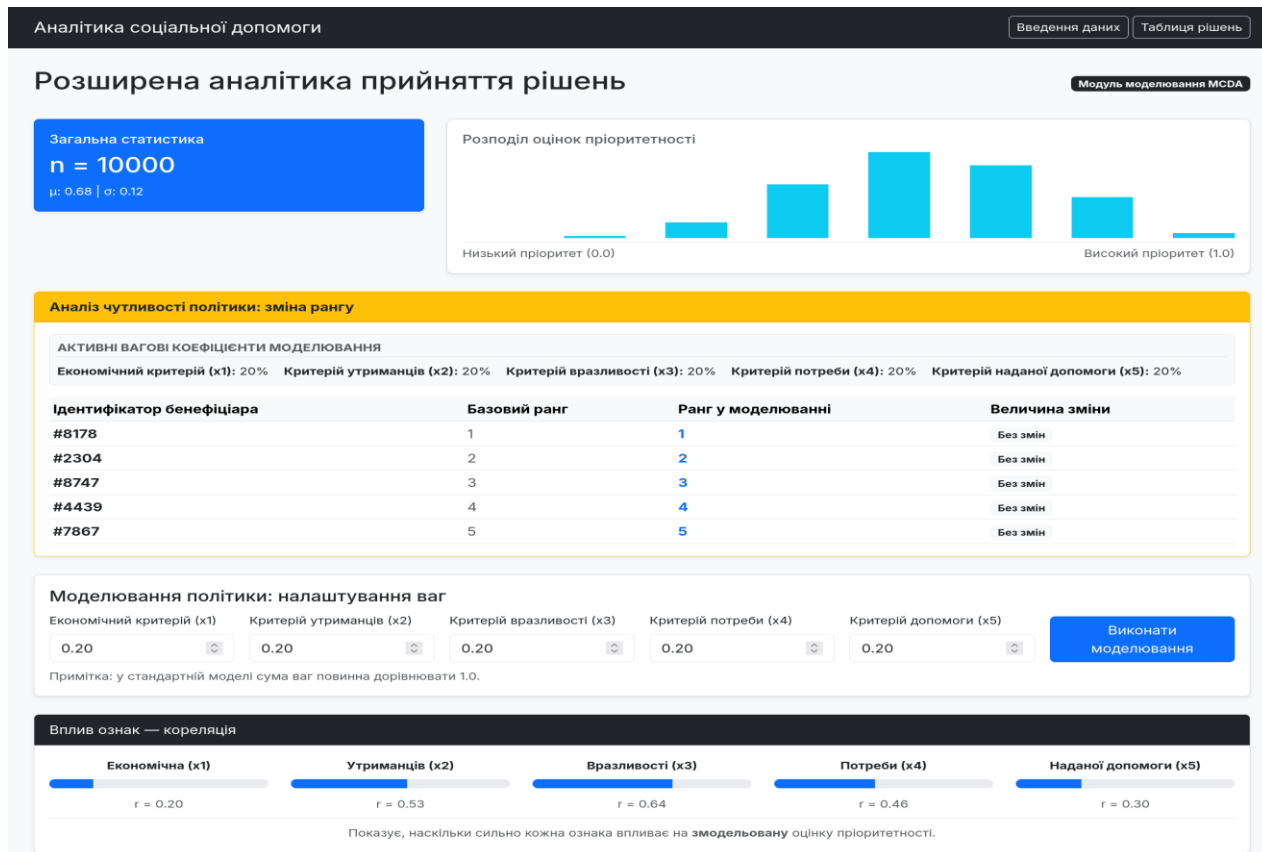 Аналітика соціальної допомоги
Введення даних
Таблиця рішень
Розширена аналітика прийняття рішень
Модуль моделювання MCDA
Загальна статистика
n = 10000
μ: 0.68 | σ: 0.12
Розподіл оцінок пріоритетності
Низький пріоритет (0.0)
Високий пріоритет (1.0)
Аналіз чутливості політики: зміна рангу
АКТИВНІ ВАГОВІ КОЕФІЦІЄНТИ МОДЕЛЮВАННЯ
Економічний критерій (x1): 20% Критерій утриманців (x2): 20% Критерій вразливості (x3): 20% Критерій потреби (x4): 20% Критерій наданої допомоги (x5): 20%
Ідентифікатор бенефіціара Базовий ранг Ранг у моделюванні Величина зміни
#8178 1 1 Без змін
#2304 2 2 Без змін
#8747 3 3 Без змін
#4439 4 4 Без змін
#7867 5 5 Без змін
Моделювання політики: налаштування ваг
Економічний критерій (x1) Критерій утриманців (x2) Критерій вразливості (x3) Критерій потреби (x4) Критерій допомоги (x5)
0.20 0.20 0.20 0.20 0.20
Виконати
моделювання
Примітка: у стандартній моделі сума ваг повинна дорівнювати 1.0.
Вплив ознак — кореляція
Економічна (x1) Утриманців (x2) Вразливості (x3) Потреби (x4) Наданої допомоги (x5)
r = 0.20 r = 0.53 r = 0.64 r = 0.46 r = 0.30
Показує, наскільки сильно кожна ознака впливає на змодельовану оцінку пріоритетності.